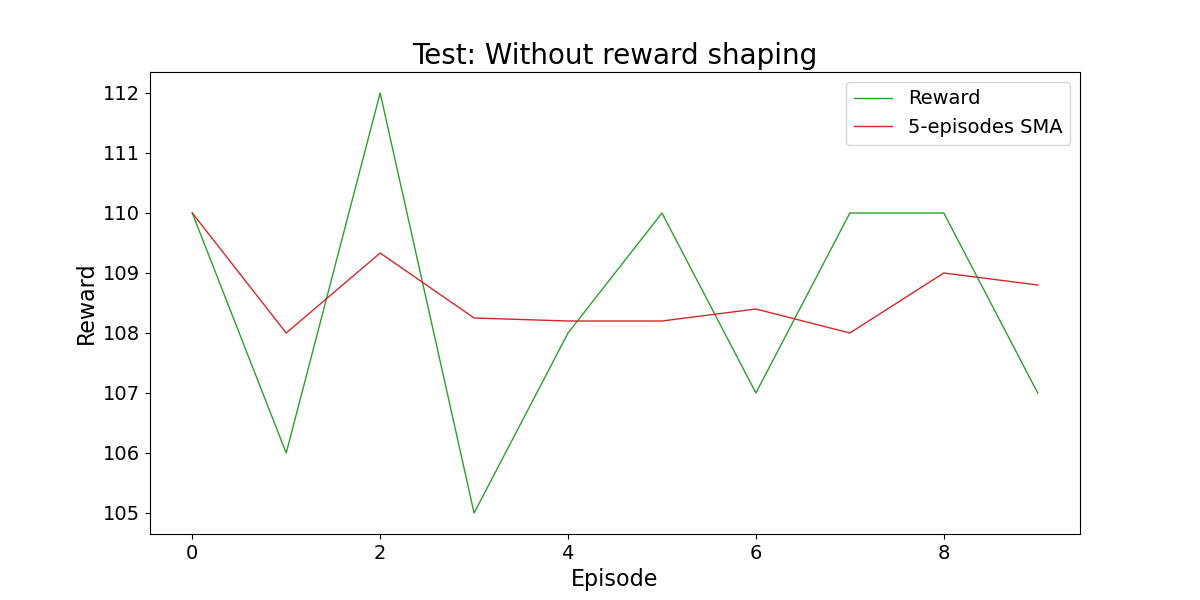 Test: Without reward shaping
Reward
5-episodes SMA
Reward
112
111
110
109
108
107
106
105
0 2 4 6 8
Episode